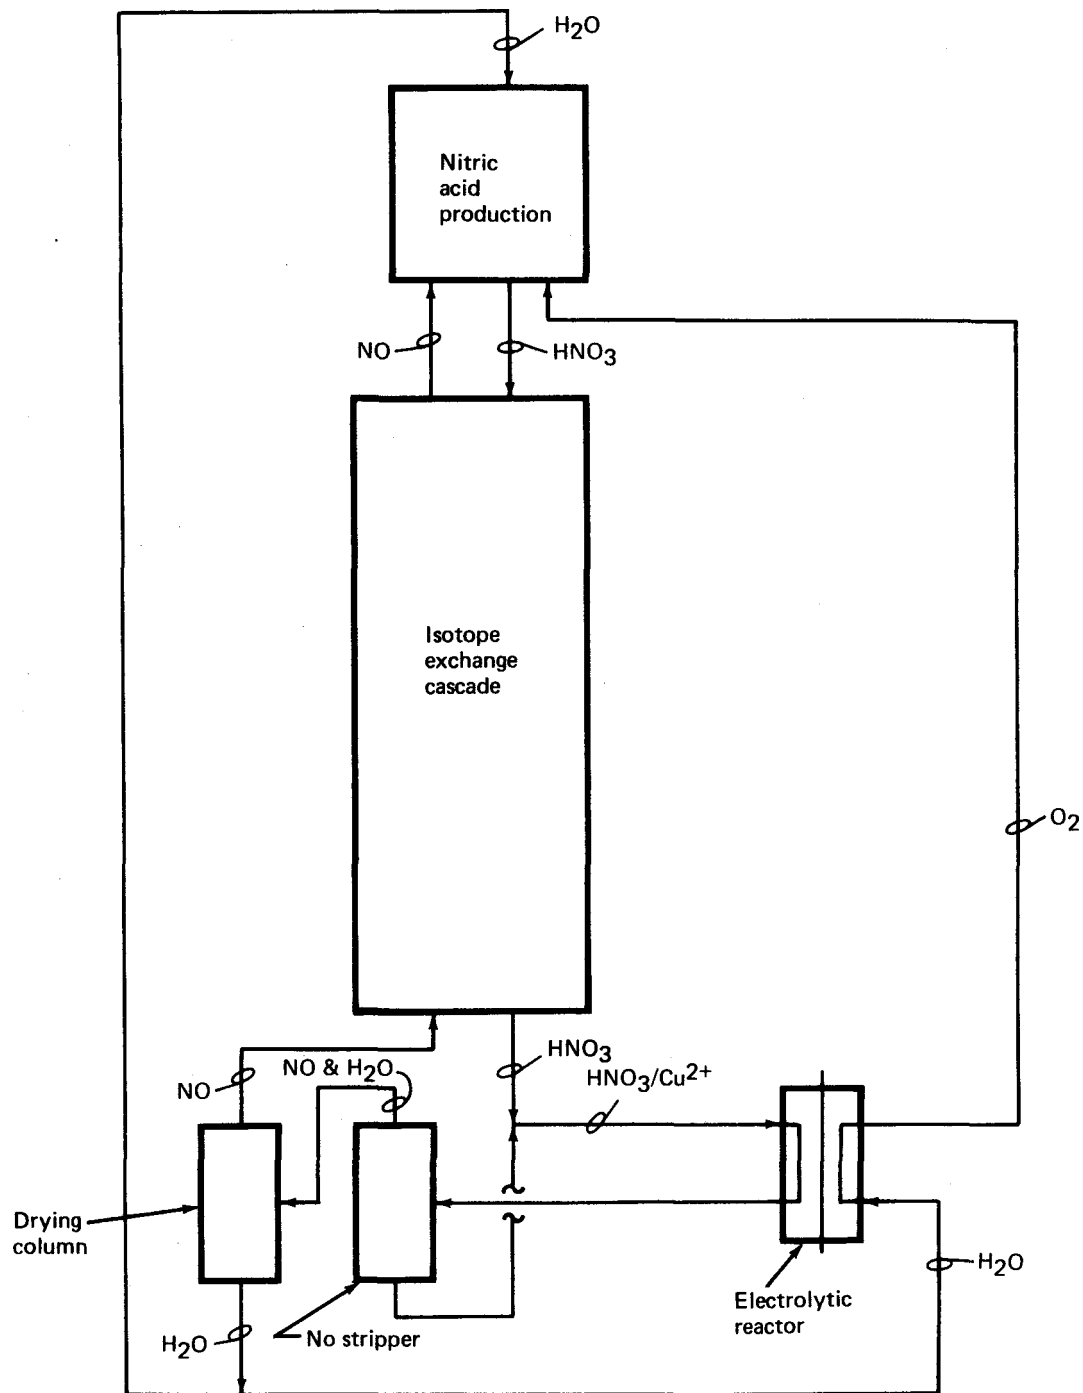 H2O
Nitric
acid
production
NO
HNO3
Isotope
exchange
cascade
O2
HNO3
NO & H2O
HNO3/Cu2+
NO
Drying
column
H2O
Electrolytic
reactor
No stripper
H2O